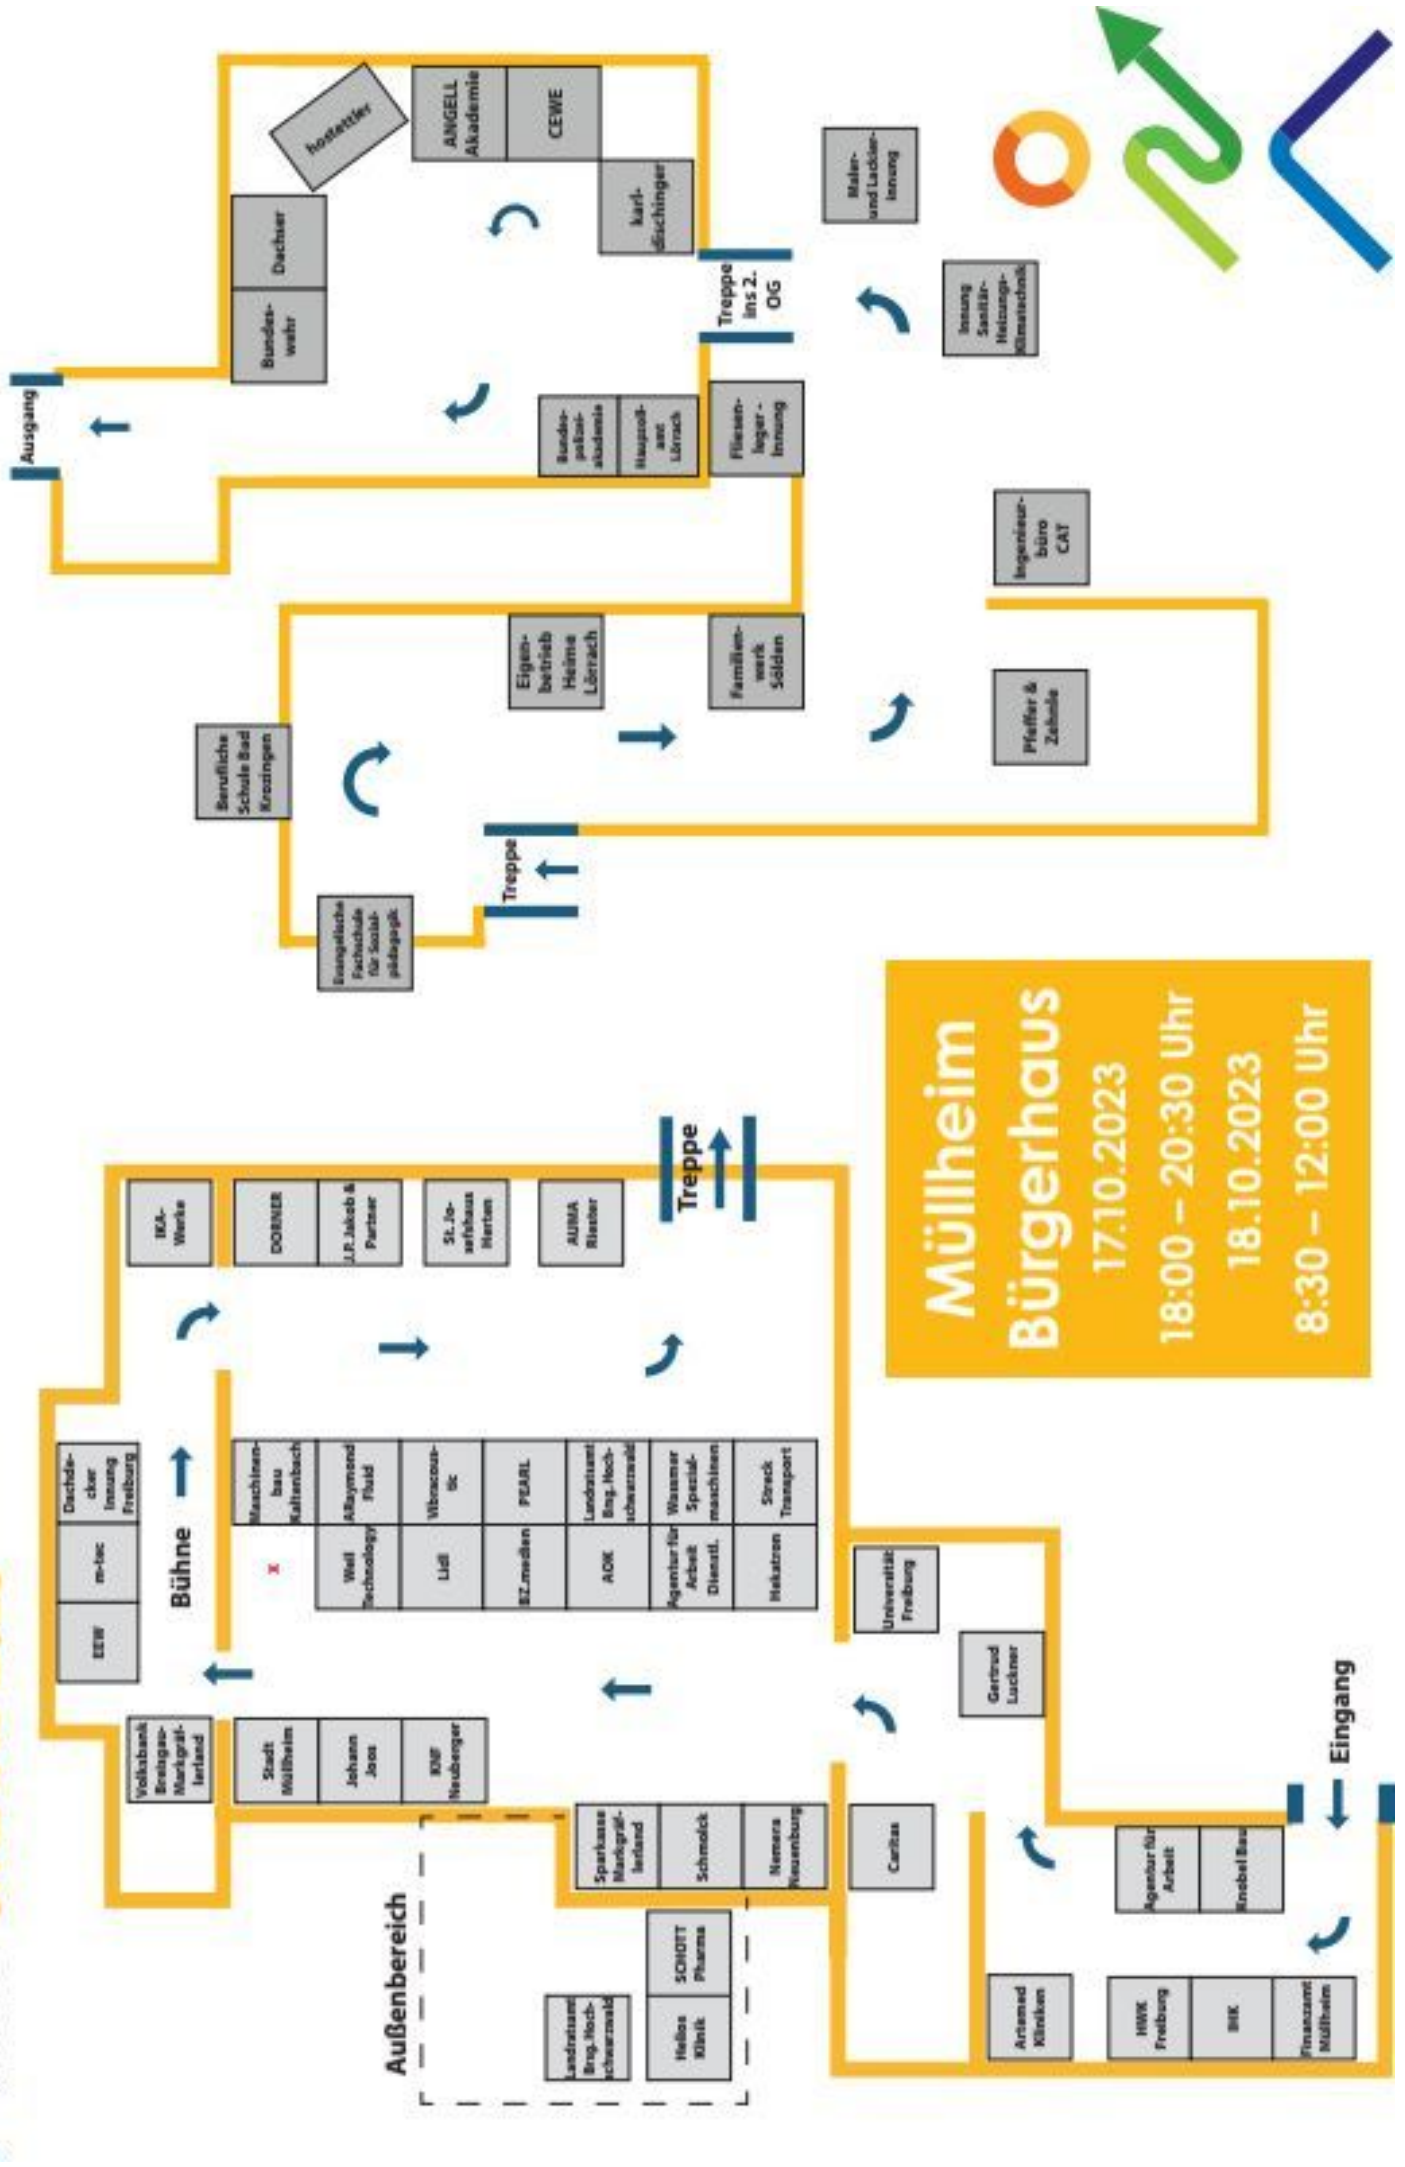 Außenbereich
Landratsamt
Brsg. Hoch-
schwarzwald
Helios
Klinik
SCHOTT
Pharma
Artemed
Kliniken
HWK
Freiburg
IHK
Finanzamt
Müllheim
Agentur für
Arbeit
Knobel Bau
Eingang
Caritas
Gertrud
Luckner
Universität
Freiburg
Sparkasse
Markgräf-
lerland
Schmolck
Nemera
Neuenburg
Volksbank
Breisgau-
Markgräf-
lerland
Stadt
Müllheim
Johann
Joos
KNF
Neuberger
EEW
m-tec
Dachde-
cker
Innung
Freiburg
Bühne
x
Weil
Technology
Lidl
BZ.medien
AOK
Agentur für
Arbeit
Dienstl.
Hekatron
Maschinen-
bau
Kaltenbach
ARaymond
Fluid
Vibracous-
tic
PEARL
Landratsamt
Brsg. Hoch-
schwarzwald
Wassmer
Spezial-
maschinen
Streck
Transport
IKA-
Werke
DORNER
J.P. Jakob &
Partner
St. Jo-
sefshaus
Herten
AUMA
Riester
Treppe
Müllheim
Bürgerhaus
17.10.2023
18:00 – 20:30 Uhr
18.10.2023
8:30 – 12:00 Uhr
Evangelische
Fachschule
für Sozial-
pädagogik
Treppe
Berufliche
Schule Bad
Krozingen
Eigen-
betrieb
Heime
Lörrach
Familien-
werk
Sölden
Pfeffer &
Zehnle
Ingenieur-
büro
CAT
Fliesen-
leger -
Innung
Innung
Sanitär-
Heizungs-
Klimatechnik
Maler-
und Lackier-
innung
Treppe
ins 2.
OG
Bundes-
polizei-
akademie
Hauptzoll-
amt
Lörrach
karl-
dischinger
CEWE
ANGELL
Akademie
hostettler
Dachser
Bundes-
wehr
Ausgang